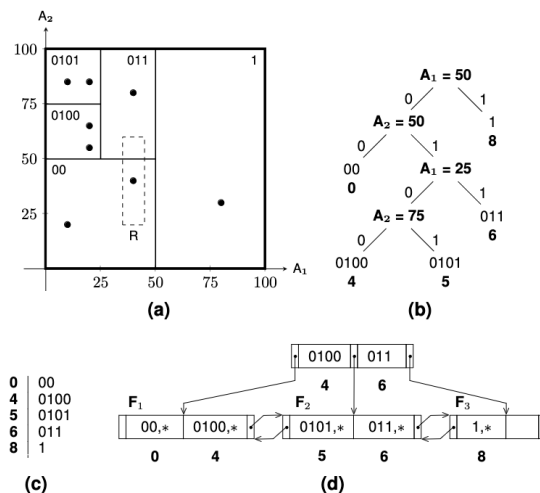 A₂
100
75
50
25
0
0101
011
1
0100
00
R
0
25
50
75
100
A₁
(a)
A₁ = 50
0 1
A₂ = 50 1
8
0 1
00 A₁ = 25
0
0 1
A₂ = 75 011
6
0 1
0100 0101
4 5
(b)
0 00
4 0100
5 0101
6 011
8 1
(c)
0100 011
4 6
F₁ F₂ F₃
00,* 0100,* 0101,* 011,* 1,*
0 4 5 6 8
(d)